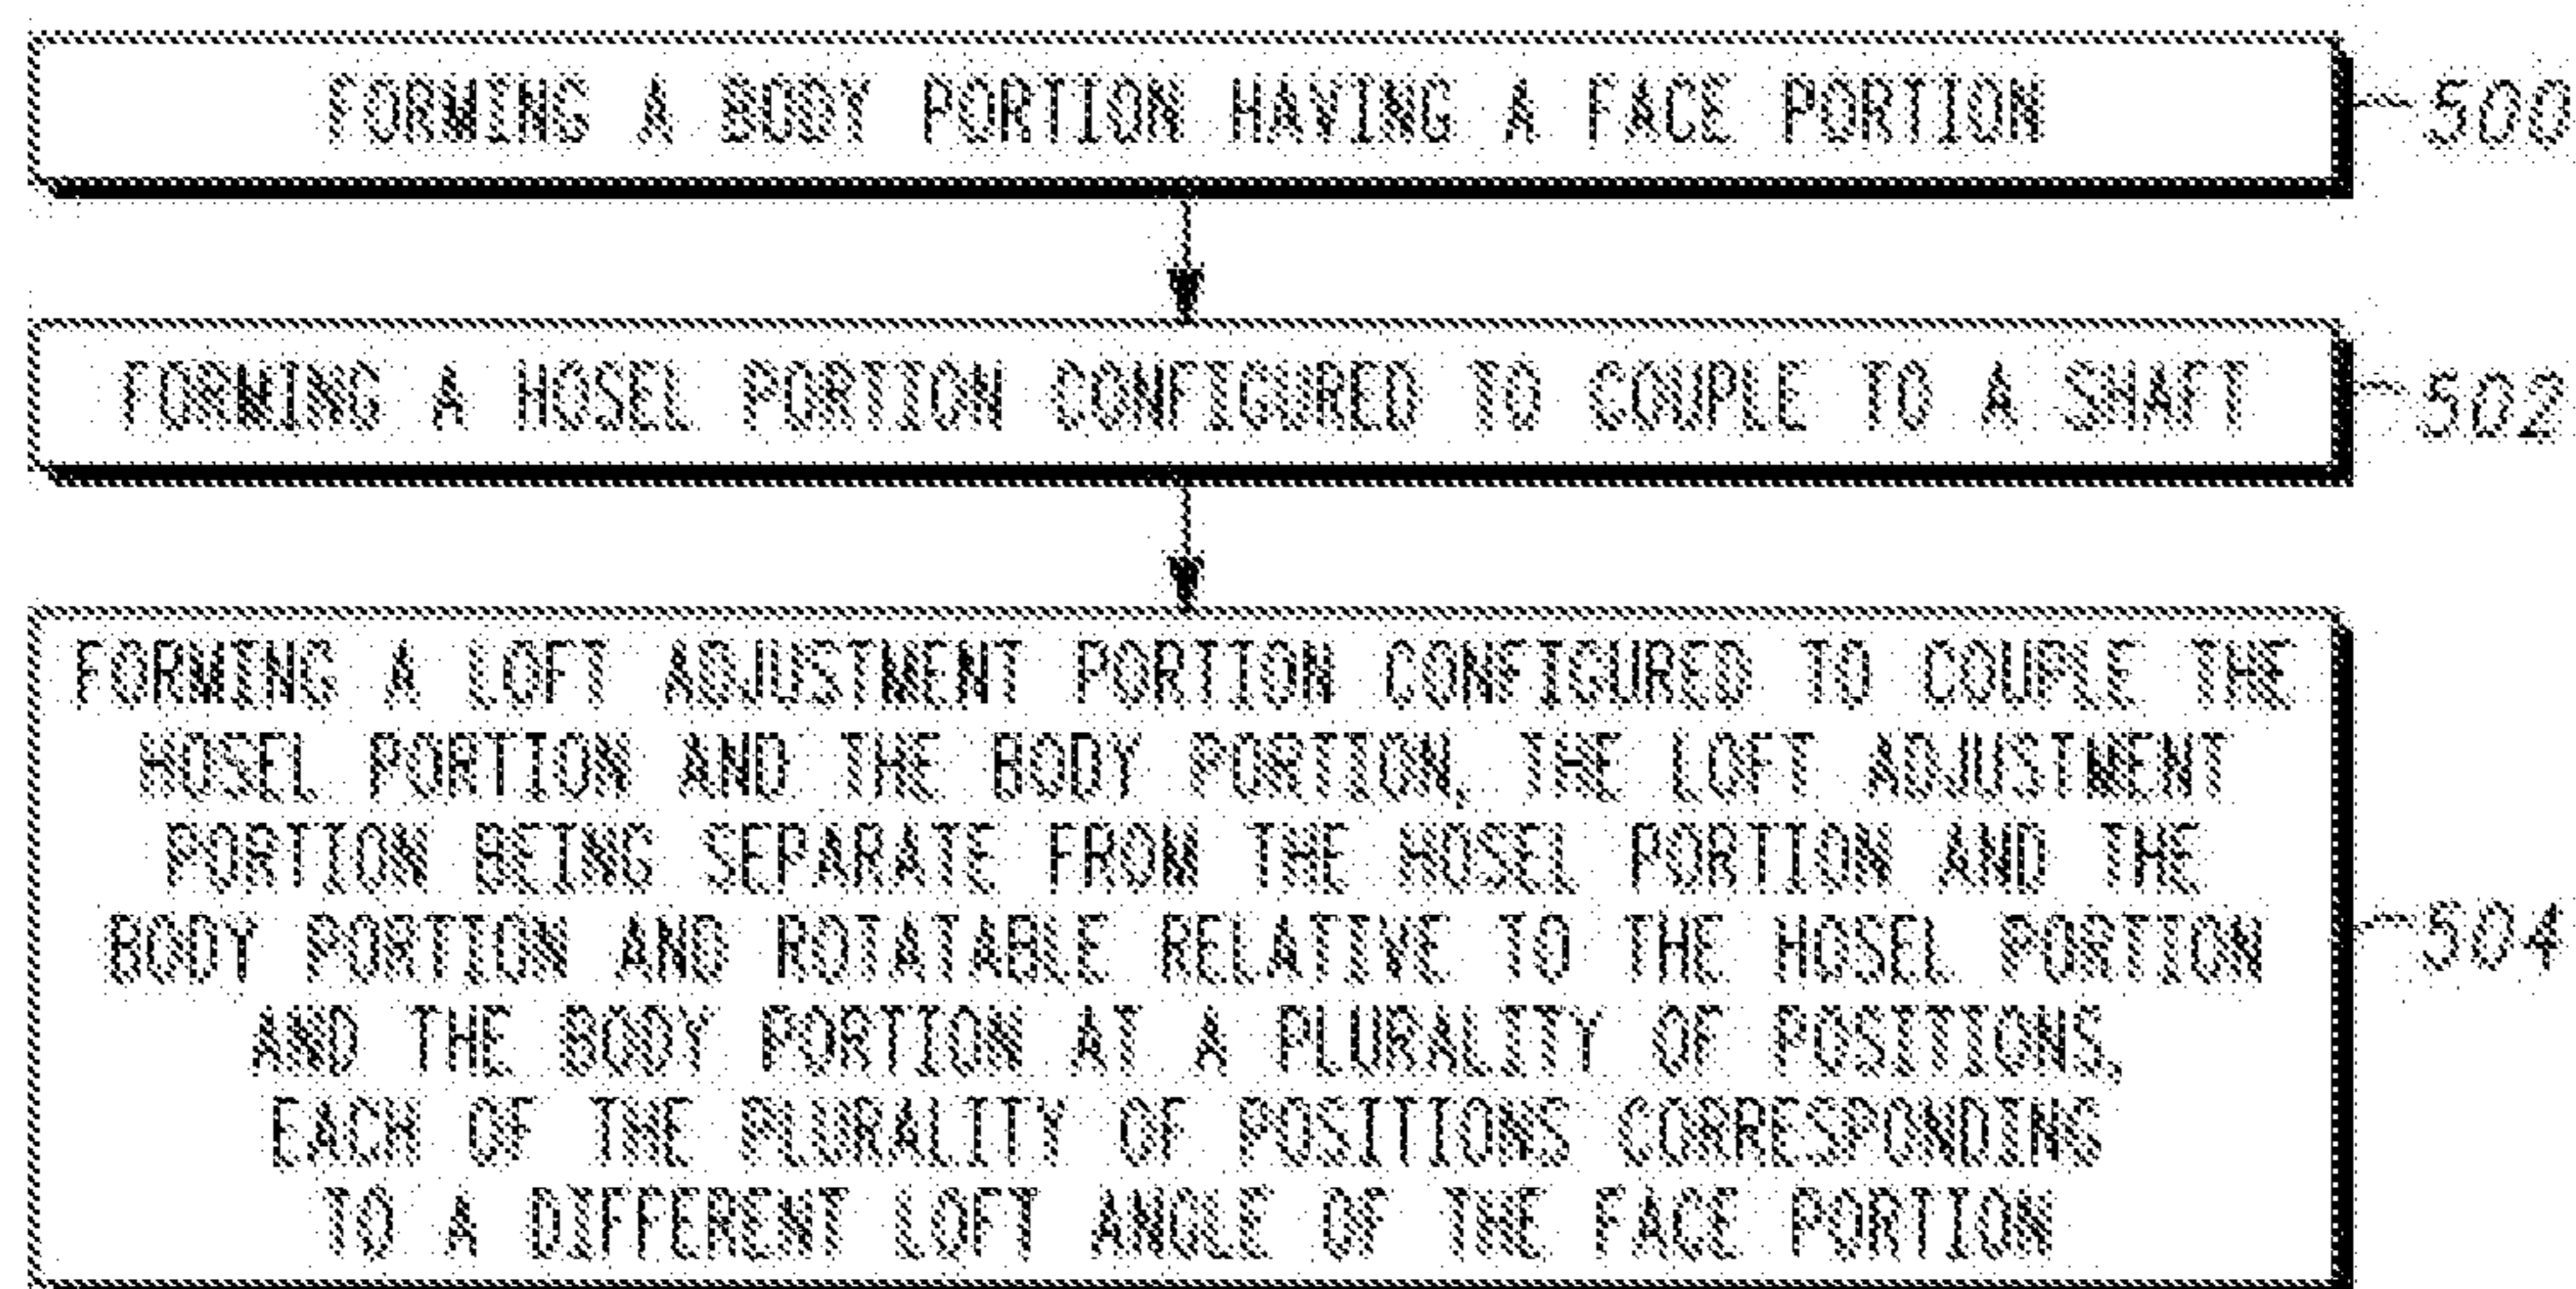 FORMING A BODY PORTION HAVING A FACE PORTION
500
FORMING A HOSEL PORTION CONFIGURED TO COUPLE TO A SHAFT
502
FORMING A LOFT ADJUSTMENT PORTION CONFIGURED TO COUPLE THE
HOSEL PORTION AND THE BODY PORTION, THE LOFT ADJUSTMENT
PORTION BEING SEPARATE FROM THE HOSEL PORTION AND THE
BODY PORTION AND ROTATABLE RELATIVE TO THE HOSEL PORTION
AND THE BODY PORTION AT A PLURALITY OF POSITIONS,
EACH OF THE PLURALITY OF POSITIONS CORRESPONDING
TO A DIFFERENT LOFT ANGLE OF THE FACE PORTION
504